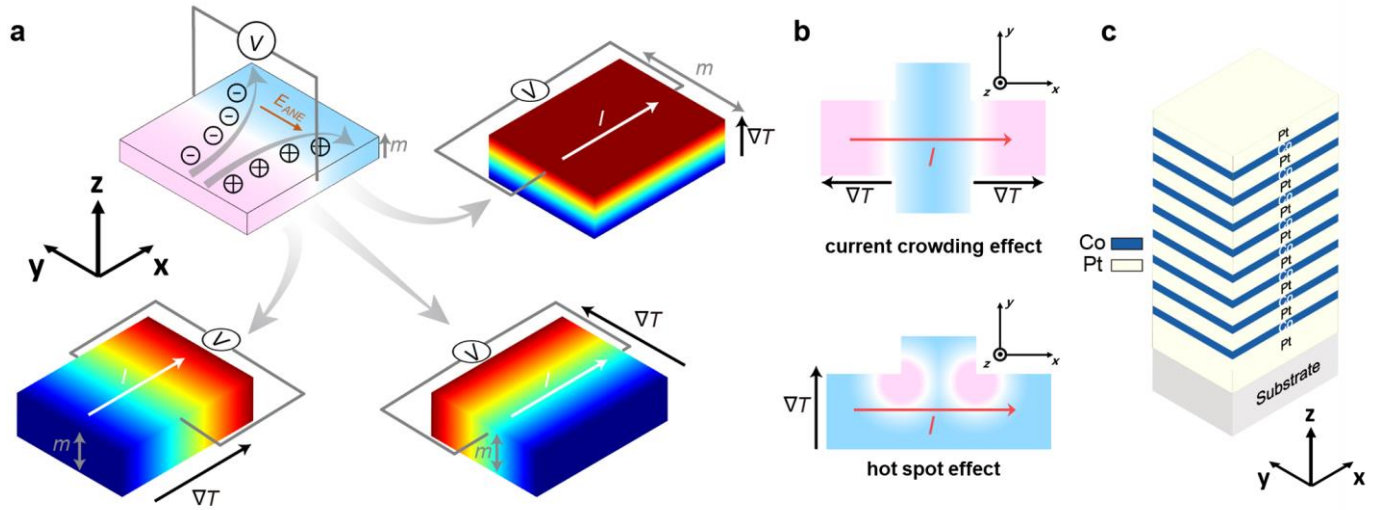 a
V
−
−
−
−
E_ANE
⊕
⊕
⊕
⊕
m
z
y
x
V
m
I
∇T
V
I
m
∇T
V
I
m
∇T
b
y
z
x
I
∇T
∇T
current crowding effect
y
z
x
∇T
I
hot spot effect
c
Co
Pt
Pt
Co
Pt
Co
Pt
Co
Pt
Co
Pt
Co
Pt
Co
Pt
Co
Pt
Co
Pt
Substrate
z
y
x